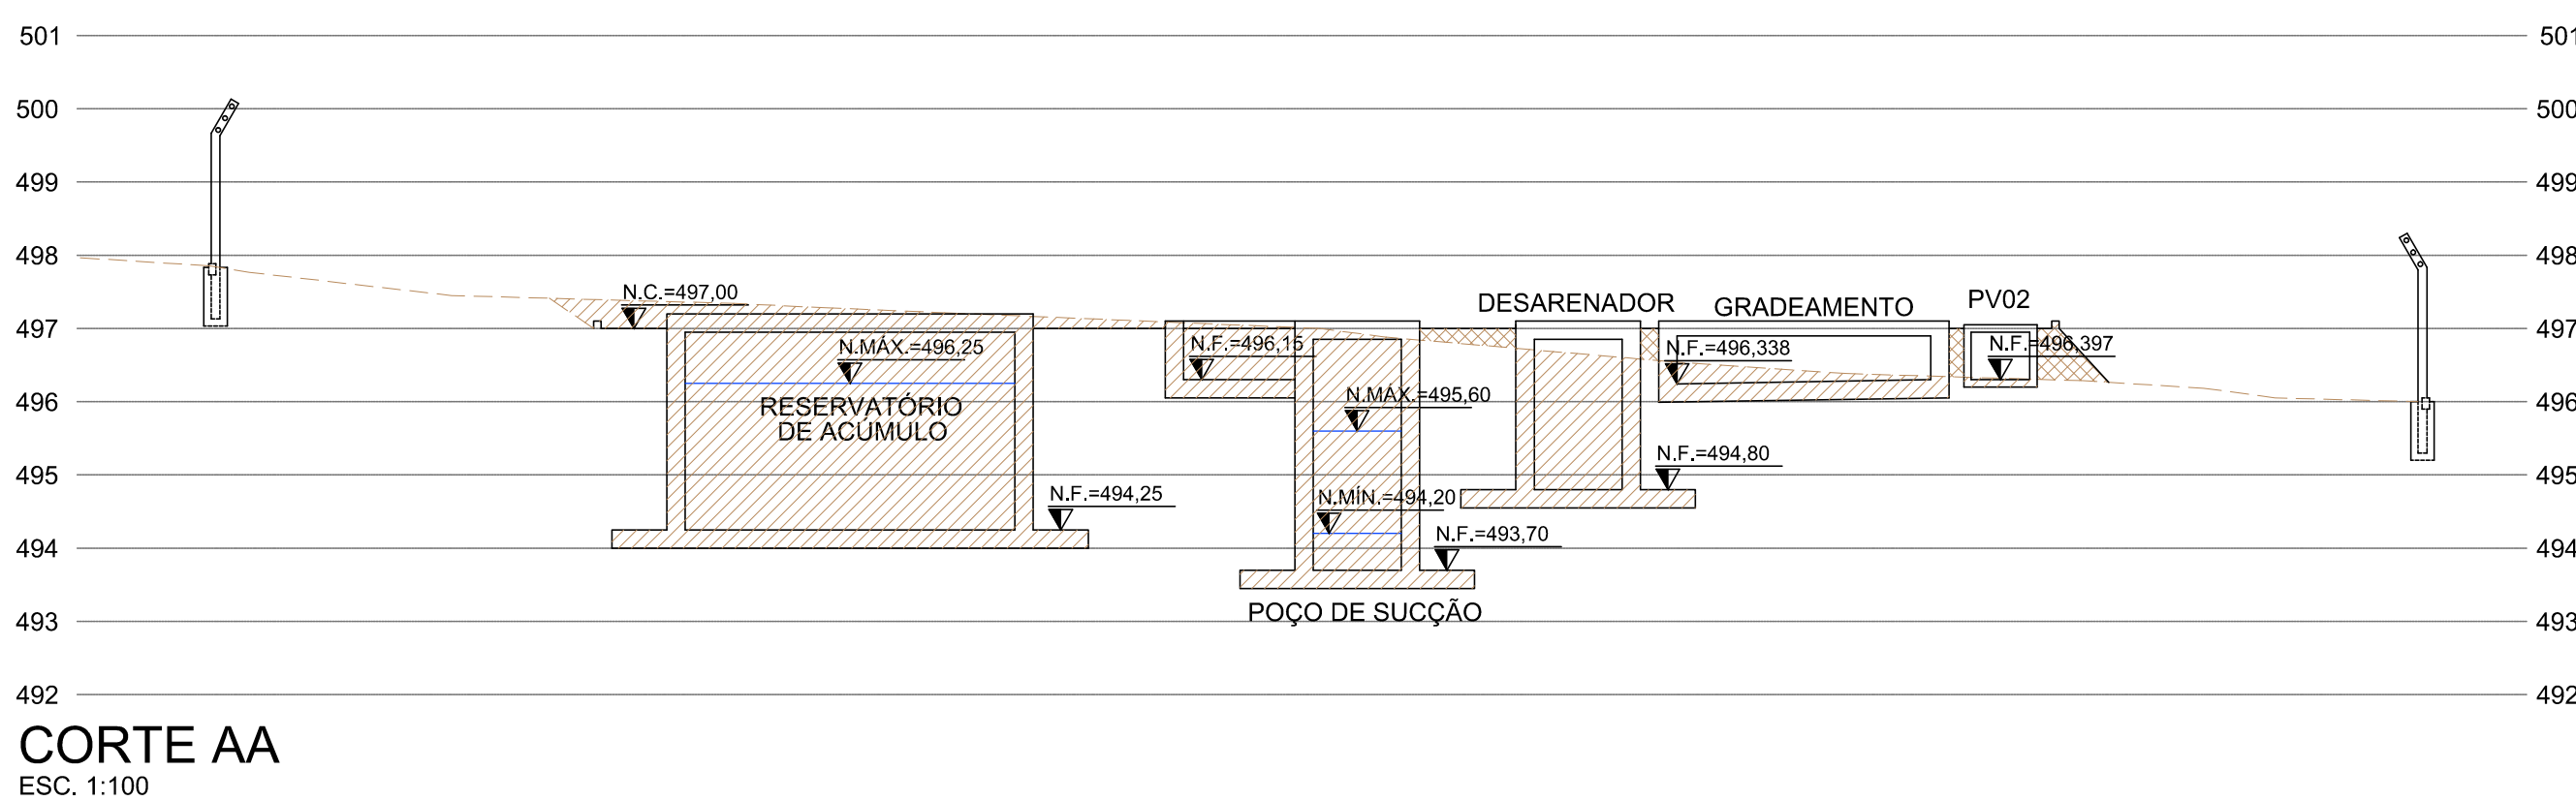 501 501
500 500
499 499
498 498
N.C.=497,00
DESARENADOR GRADEAMENTO PV02
497 497
N.MÁX.=496,25 N.F.=496,15 N.F.=496,338 N.F.=496,397
496 496
N.MÁX.=495,60
RESERVATÓRIO
DE ACÚMULO
N.F.=494,80
495 495
N.F.=494,25 N.MÍN.=494,20
N.F.=493,70
494 494
POÇO DE SUCÇÃO
493 493
492 492
CORTE AA
ESC. 1:100